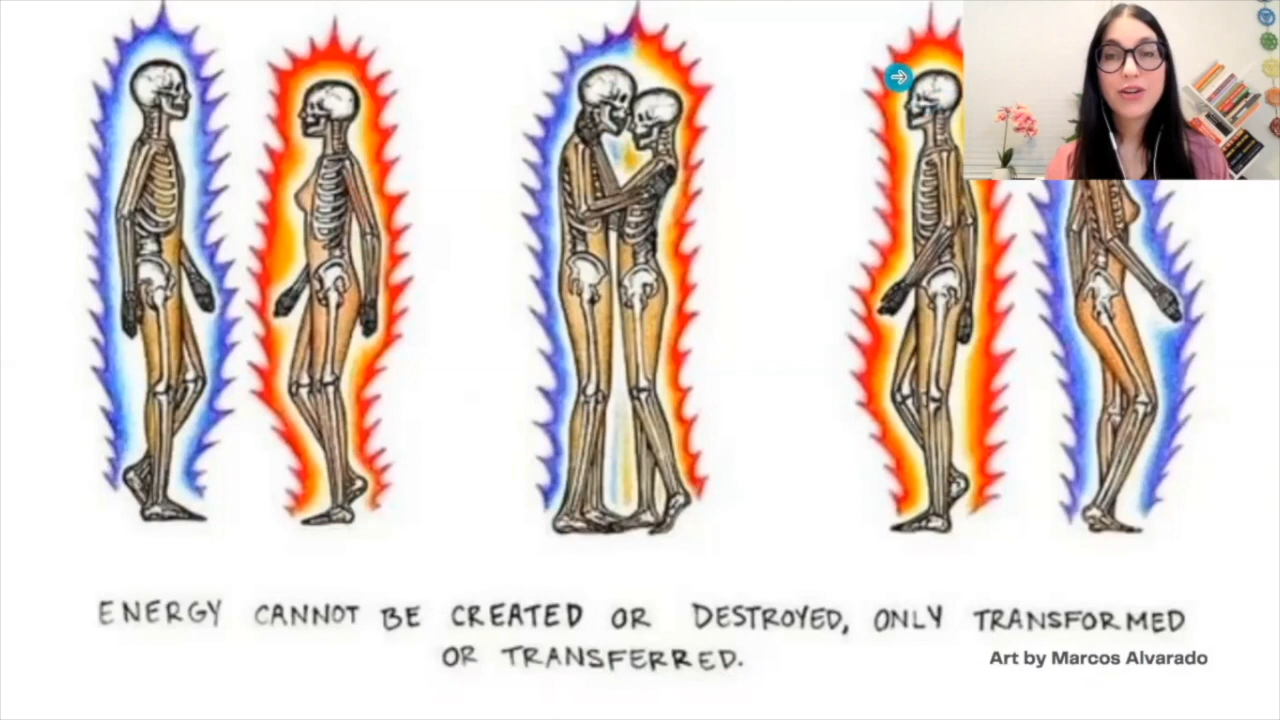 ENERGY CANNOT BE CREATED OR DESTROYED, ONLY TRANSFORMED
OR TRANSFERRED.
Art by Marcos Alvarado